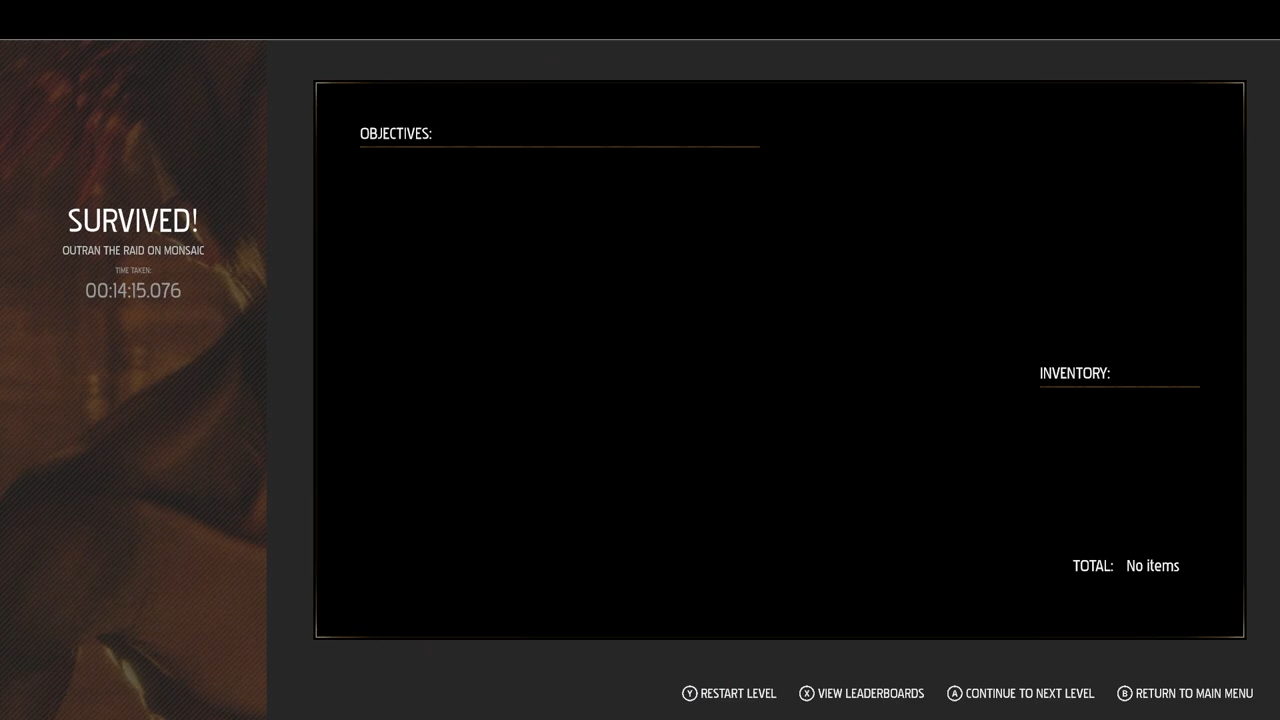 SURVIVED!
OUTRAN THE RAID ON MONSAIC
TIME TAKEN:
00:14:15.076
OBJECTIVES:
INVENTORY:
TOTAL: No items
Y RESTART LEVEL X VIEW LEADERBOARDS A CONTINUE TO NEXT LEVEL B RETURN TO MAIN MENU